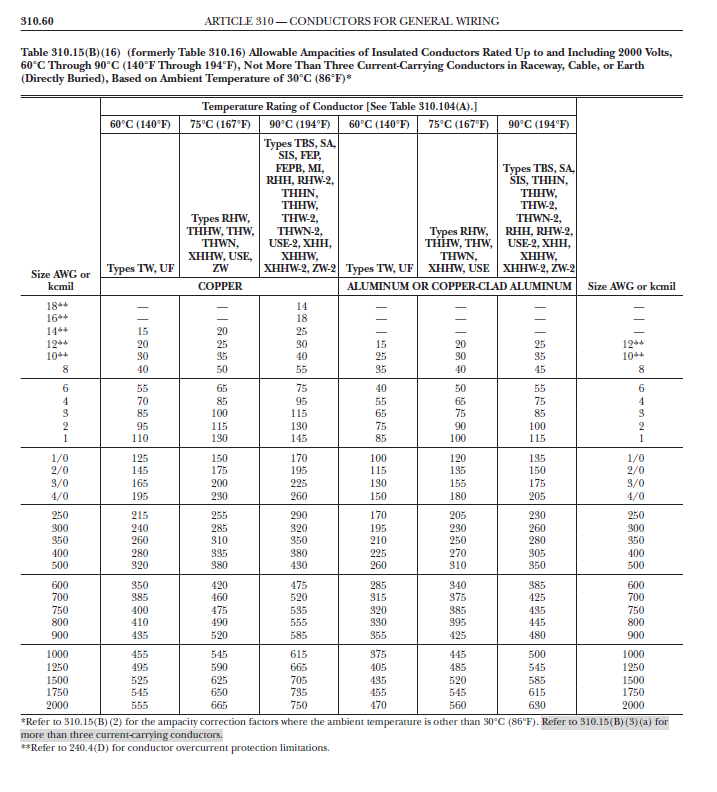 310.60 ARTICLE 310 — CONDUCTORS FOR GENERAL WIRING
Table 310.15(B)(16) (formerly Table 310.16) Allowable Ampacities of Insulated Conductors Rated Up to and Including 2000 Volts,
60°C Through 90°C (140°F Through 194°F), Not More Than Three Current-Carrying Conductors in Raceway, Cable, or Earth
(Directly Buried), Based on Ambient Temperature of 30°C (86°F)*
Temperature Rating of Conductor [See Table 310.104(A).]
60°C (140°F) 75°C (167°F) 90°C (194°F) 60°C (140°F) 75°C (167°F) 90°C (194°F)
Types TW, UF
Types RHW,
THHW, THW,
THWN,
XHHW, USE,
ZW
Types TBS, SA,
SIS, FEP,
FEPB, MI,
RHH, RHW-2,
THHN,
THHW,
THW-2,
THWN-2,
USE-2, XHH,
XHHW,
XHHW-2, ZW-2
Types TW, UF
Types RHW,
THHW, THW,
THWN,
XHHW, USE
Types TBS, SA,
SIS, THHN,
THHW,
THW-2,
THWN-2,
RHH, RHW-2,
USE-2, XHH,
XHHW,
XHHW-2, ZW-2
Size AWG or
kcmil
COPPER ALUMINUM OR COPPER-CLAD ALUMINUM Size AWG or kcmil
18** — — 14 — — — —
16** — — 18 — — — —
14** 15 20 25 — — — —
12** 20 25 30 15 20 25 12**
10** 30 35 40 25 30 35 10**
8 40 50 55 35 40 45 8
6 55 65 75 40 50 55 6
4 70 85 95 55 65 75 4
3 85 100 115 65 75 85 3
2 95 115 130 75 90 100 2
1 110 130 145 85 100 115 1
1/0 125 150 170 100 120 135 1/0
2/0 145 175 195 115 135 150 2/0
3/0 165 200 225 130 155 175 3/0
4/0 195 230 260 150 180 205 4/0
250 215 255 290 170 205 230 250
300 240 285 320 195 230 260 300
350 260 310 350 210 250 280 350
400 280 335 380 225 270 305 400
500 320 380 430 260 310 350 500
600 350 420 475 285 340 385 600
700 385 460 520 315 375 425 700
750 400 475 535 320 385 435 750
800 410 490 555 330 395 445 800
900 435 520 585 355 425 480 900
1000 455 545 615 375 445 500 1000
1250 495 590 665 405 485 545 1250
1500 525 625 705 435 520 585 1500
1750 545 650 735 455 545 615 1750
2000 555 665 750 470 560 630 2000
*Refer to 310.15(B)(2) for the ampacity correction factors where the ambient temperature is other than 30°C (86°F). Refer to 310.15(B)(3)(a) for
more than three current-carrying conductors.
**Refer to 240.4(D) for conductor overcurrent protection limitations.